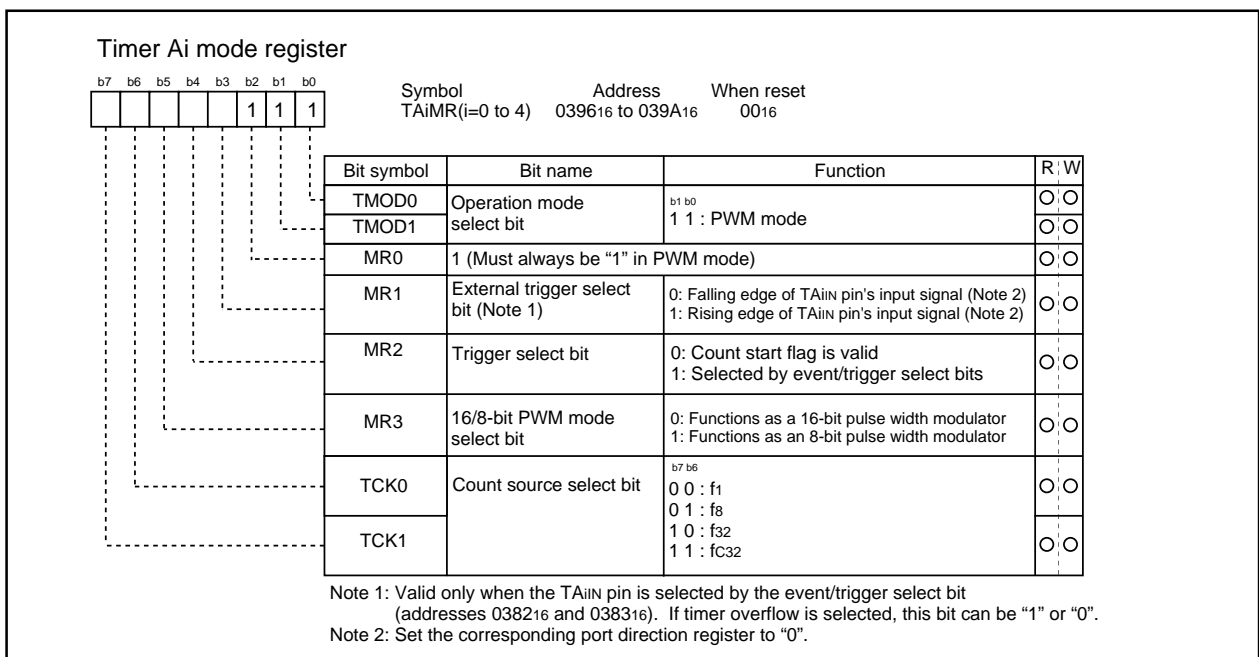 Timer Ai mode register
b7 b6 b5 b4 b3 b2 b1 b0
1 1 1
Symbol Address When reset
TAiMR(i=0 to 4) 039616 to 039A16 0016
Bit symbol Bit name Function R W
TMOD0 Operation mode select bit b1 b0
TMOD1 1 1 : PWM mode
MR0 1 (Must always be “1” in PWM mode)
MR1 External trigger select bit (Note 1) 0: Falling edge of TAiIN pin's input signal (Note 2)
1: Rising edge of TAiIN pin's input signal (Note 2)
MR2 Trigger select bit 0: Count start flag is valid
1: Selected by event/trigger select bits
MR3 16/8-bit PWM mode select bit 0: Functions as a 16-bit pulse width modulator
1: Functions as an 8-bit pulse width modulator
b7 b6
TCK0 Count source select bit 0 0 : f1
0 1 : f8
TCK1 1 0 : f32
1 1 : fC32
Note 1: Valid only when the TAiIN pin is selected by the event/trigger select bit
(addresses 038216 and 038316). If timer overflow is selected, this bit can be “1” or “0”.
Note 2: Set the corresponding port direction register to “0”.